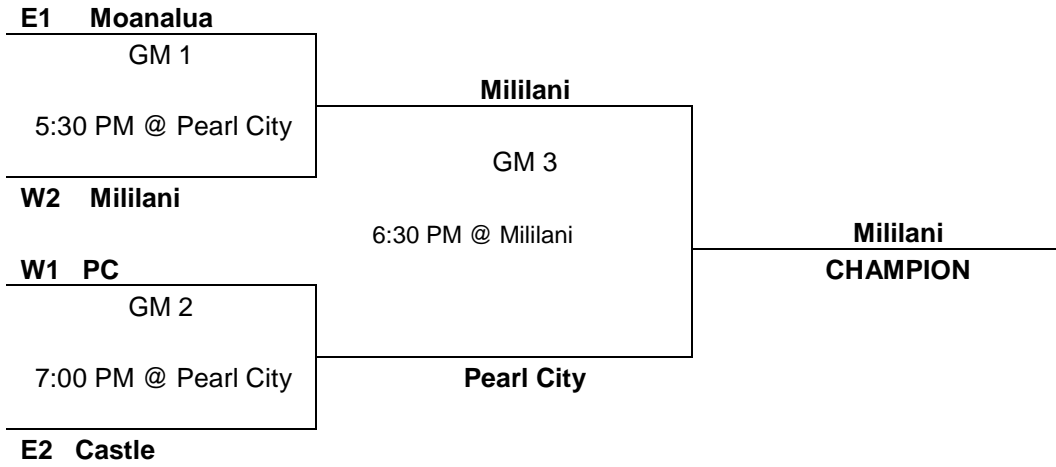 E1 Moanalua
GM 1
Mililani
5:30 PM @ Pearl City
GM 3
W2 Mililani
6:30 PM @ Mililani
Mililani
W1 PC
CHAMPION
GM 2
7:00 PM @ Pearl City
Pearl City
E2 Castle